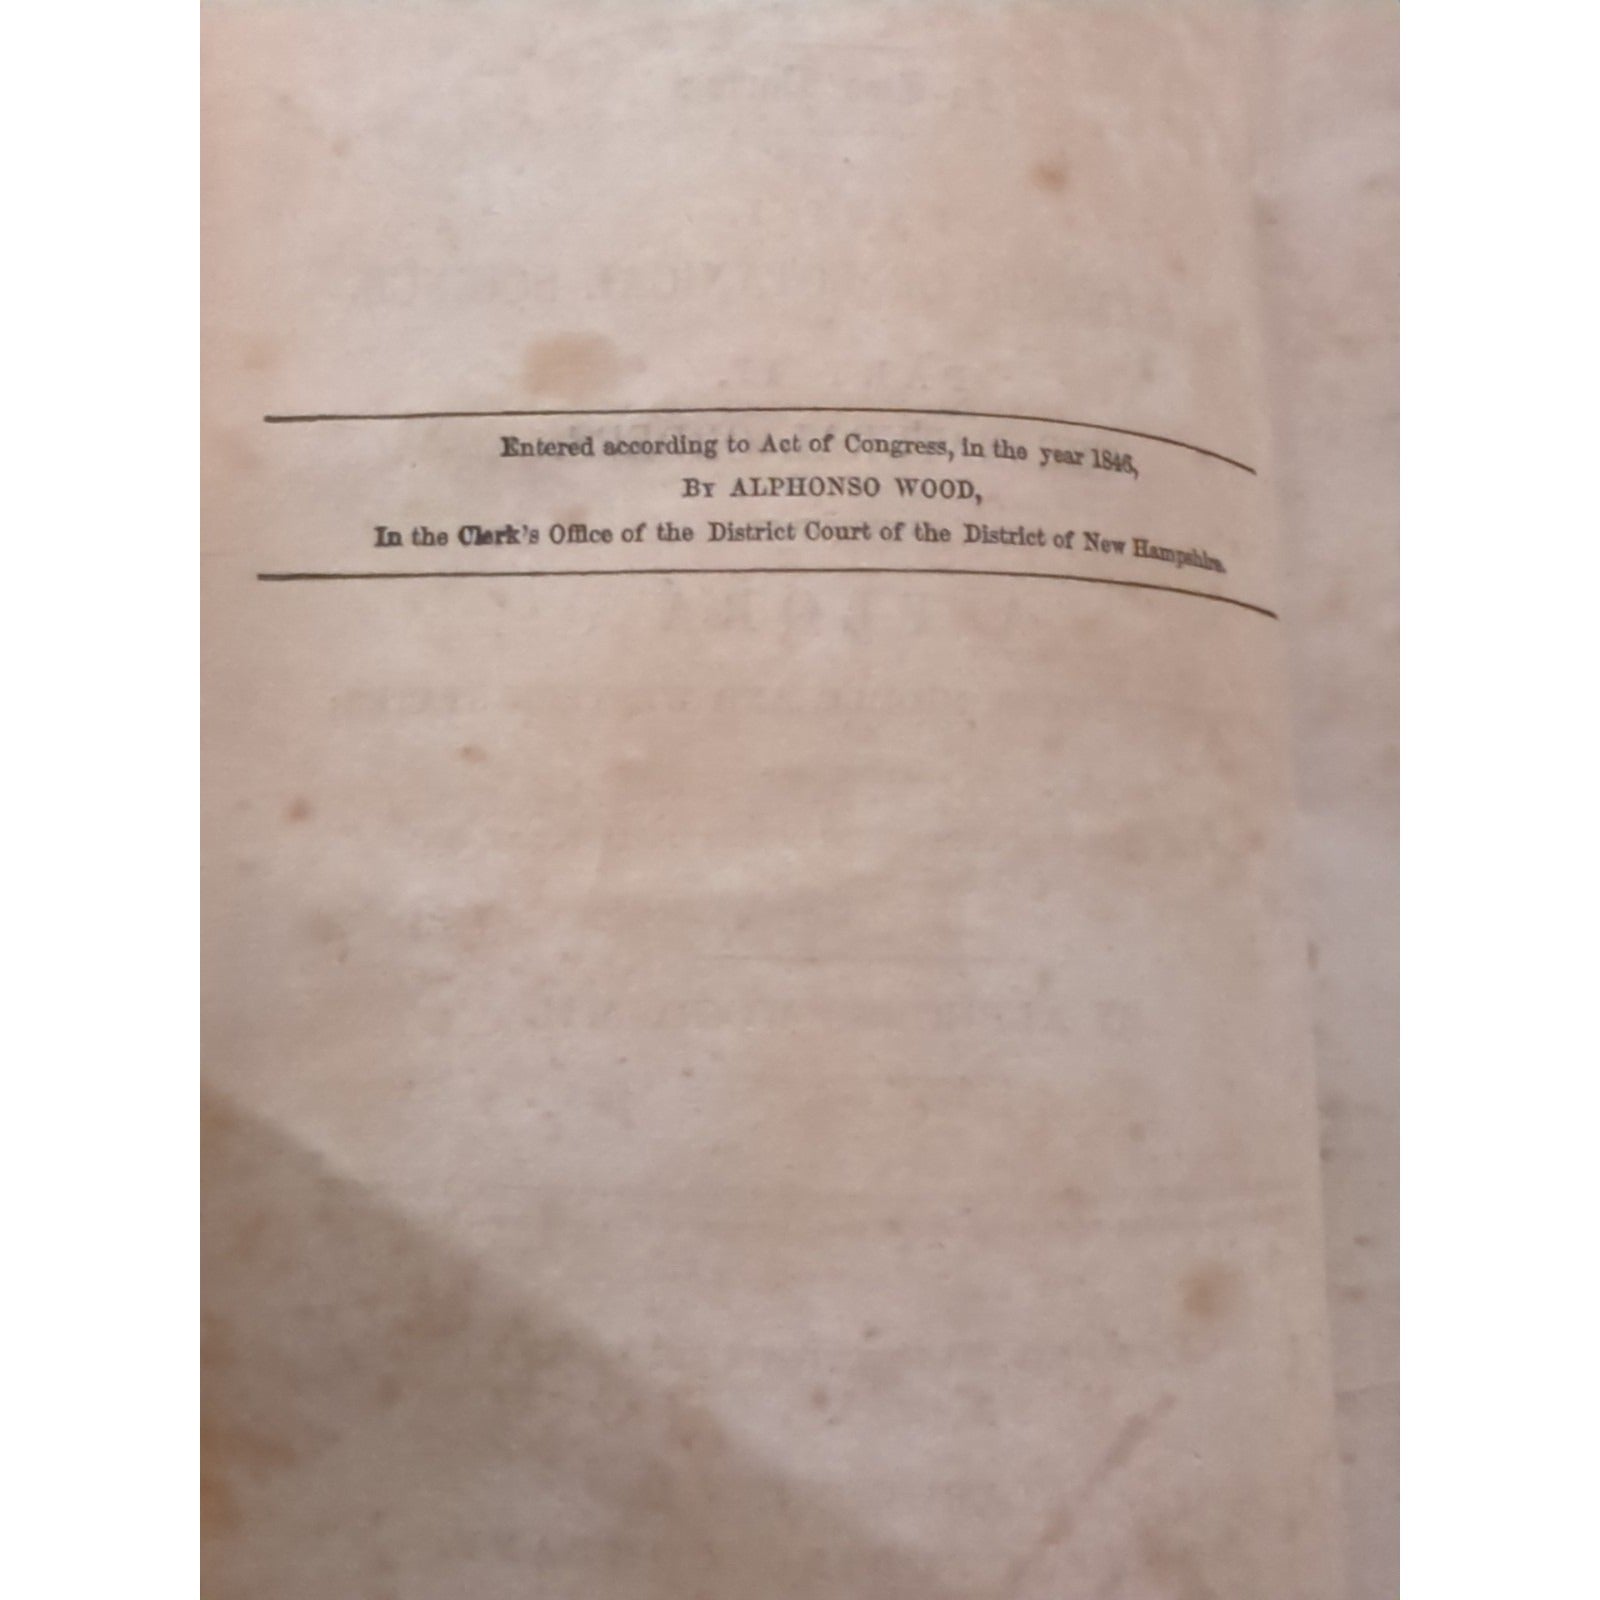 Entered according to Act of Congress, in the year 1846,
By ALPHONSO WOOD,
In the Clerk's Office of the District Court of the District of New Hampshire.